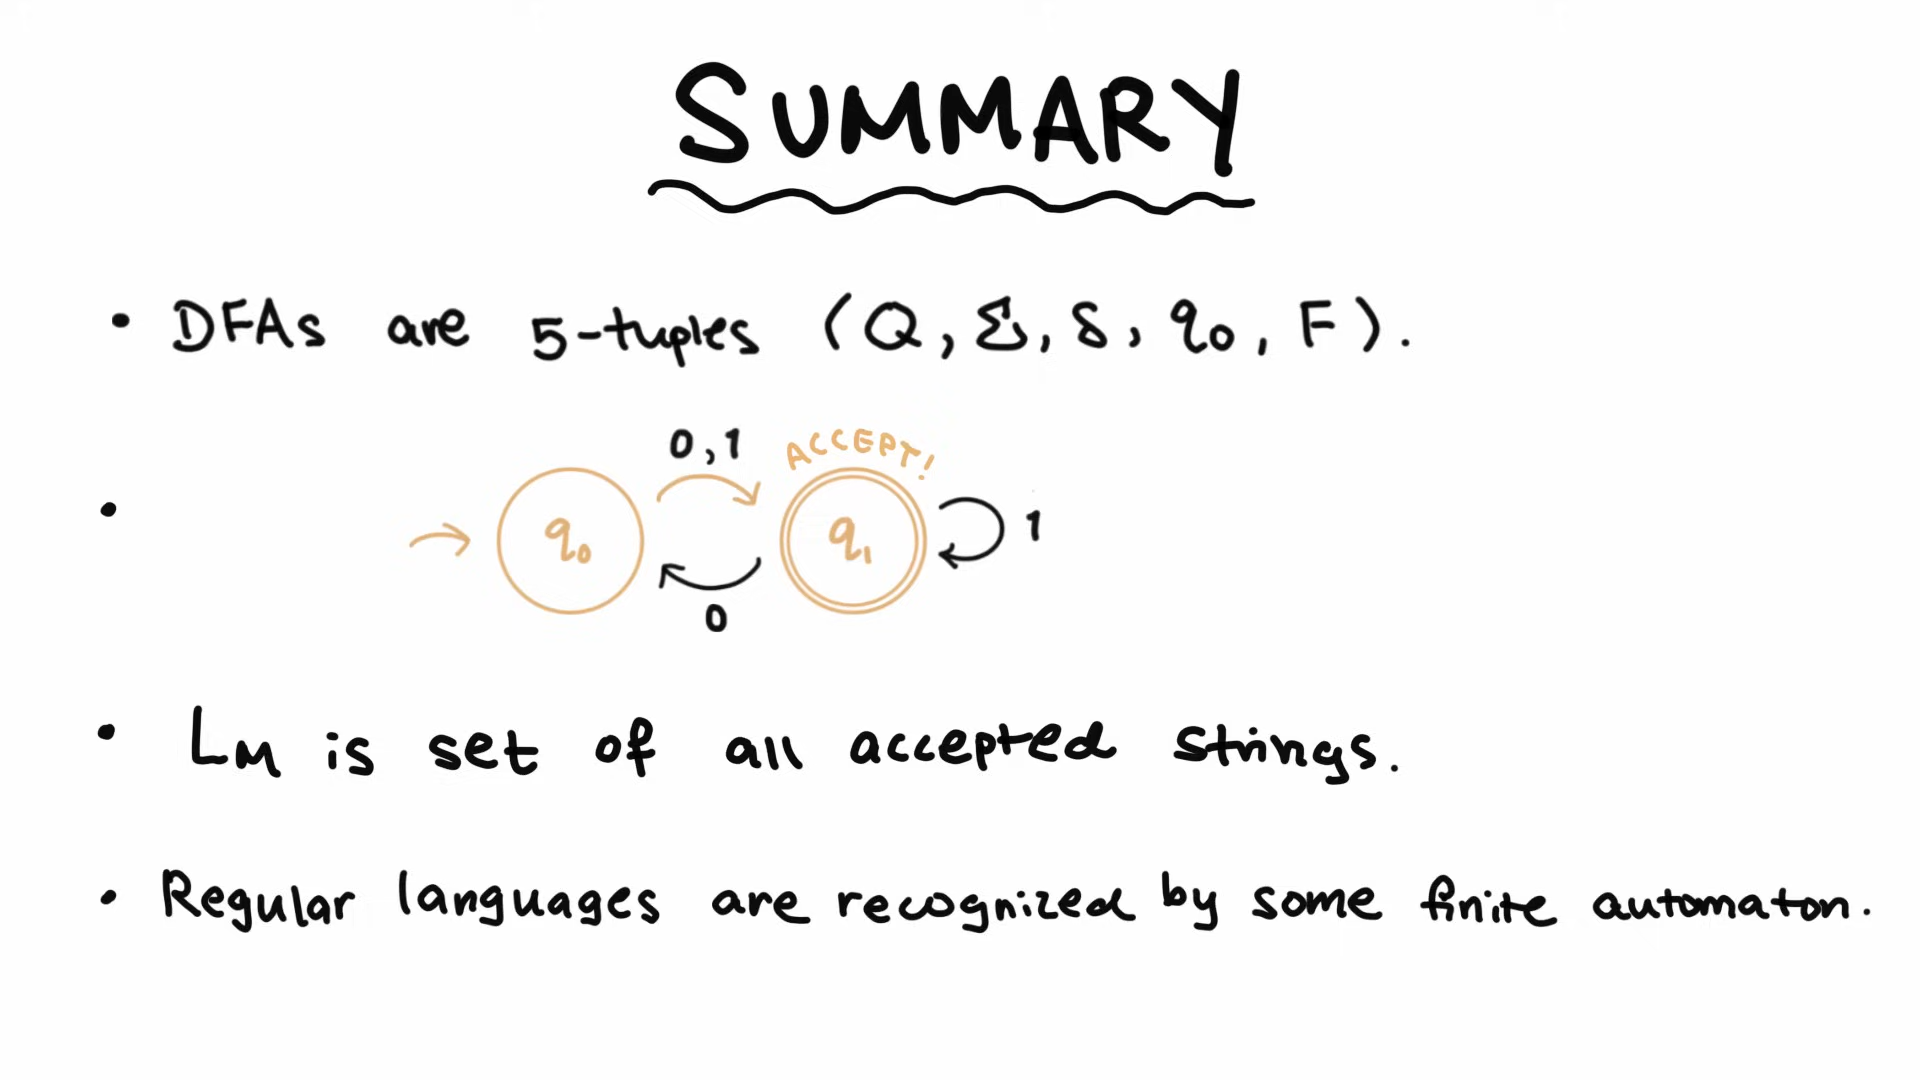 SUMMARY
• DFAs are 5-tuples (Q, Σ, δ, q₀, F).
0,1 ACCEPT!
• q₀ q₁ 1
0
• L_M is set of all accepted strings.
• Regular languages are recognized by some finite automaton.